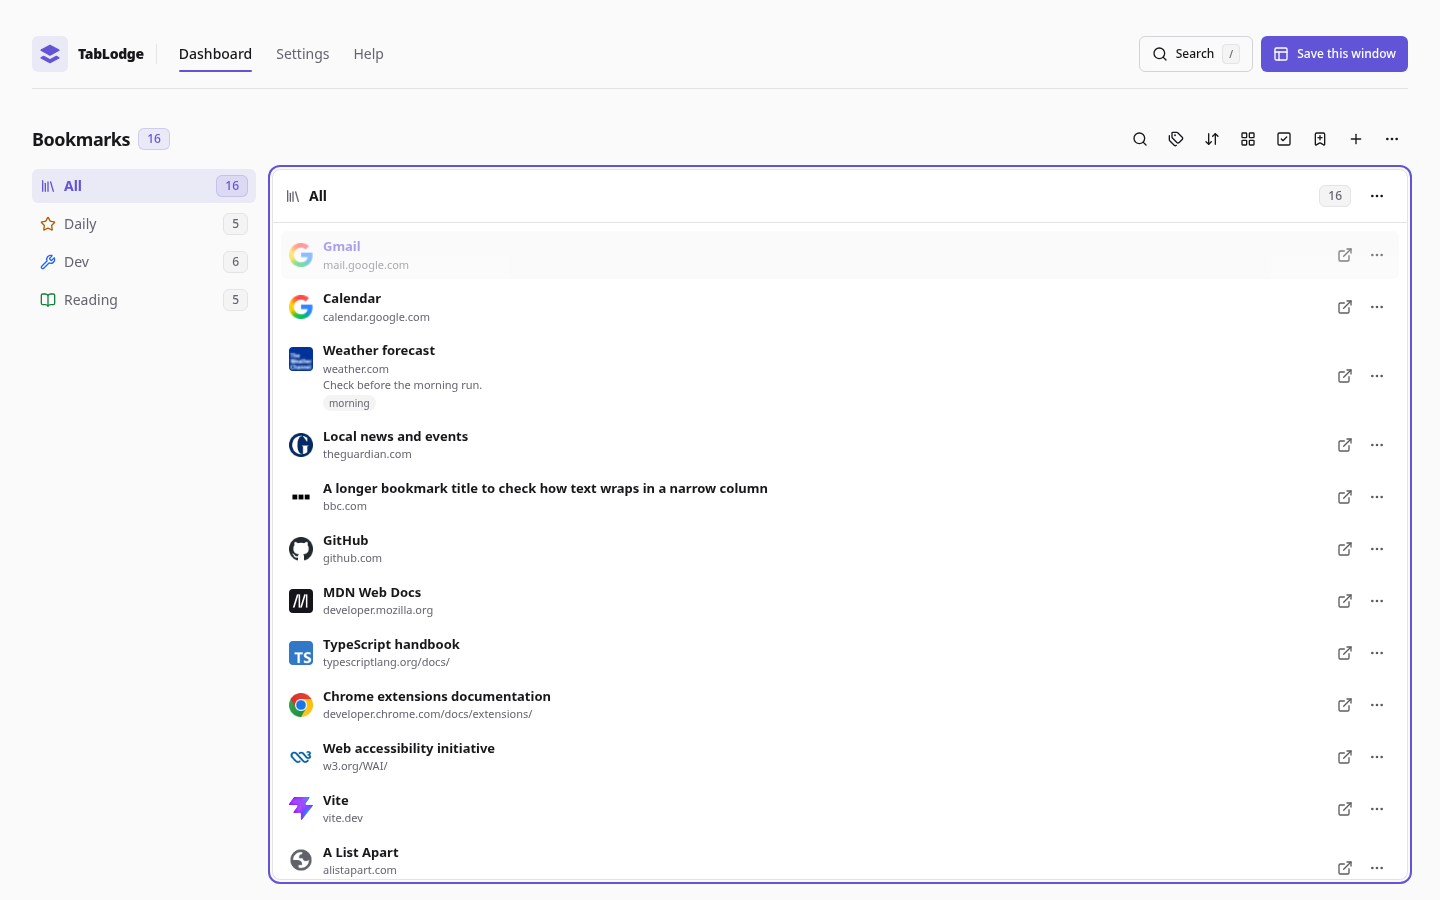 TabLodge
Dashboard
Settings
Help
Search /
Save this window
Bookmarks 16
All 16
Daily 5
Dev 6
Reading 5
All 16
Gmail
mail.google.com
Calendar
calendar.google.com
The
Weather
Channel
Weather forecast
weather.com
Check before the morning run.
morning
Local news and events
theguardian.com
A longer bookmark title to check how text wraps in a narrow column
bbc.com
GitHub
github.com
MDN Web Docs
developer.mozilla.org
TS
TypeScript handbook
typescriptlang.org/docs/
Chrome extensions documentation
developer.chrome.com/docs/extensions/
Web accessibility initiative
w3.org/WAI/
Vite
vite.dev
A List Apart
alistapart.com